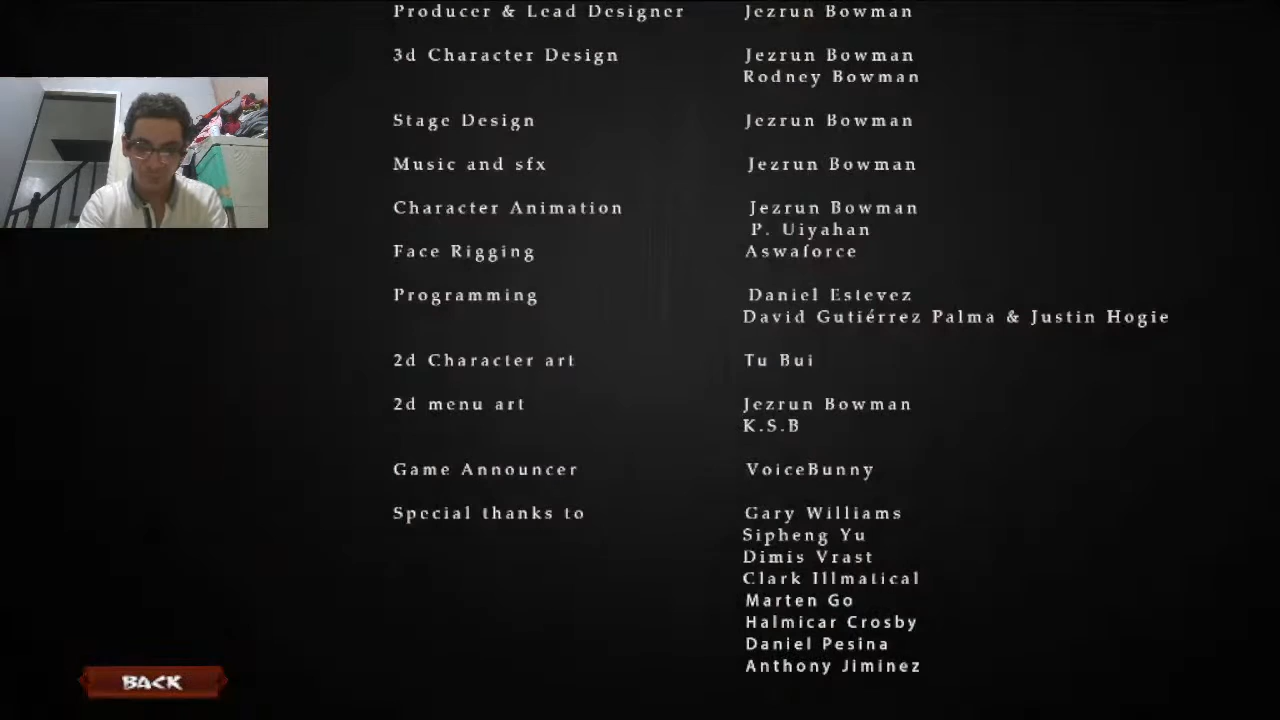 Producer & Lead Designer Jezrun Bowman
3d Character Design Jezrun Bowman
Rodney Bowman
Stage Design Jezrun Bowman
Music and sfx Jezrun Bowman
Character Animation Jezrun Bowman
P. Uiyahan
Face Rigging Aswaforce
Programming Daniel Estevez
David Gutiérrez Palma & Justin Hogie
2d Character art Tu Bui
2d menu art Jezrun Bowman
K.S.B
Game Announcer VoiceBunny
Special thanks to Gary Williams
Sipheng Yu
Dimis Vrast
Clark Illmatical
Marten Go
Halmicar Crosby
Daniel Pesina
Anthony Jiminez
BACK